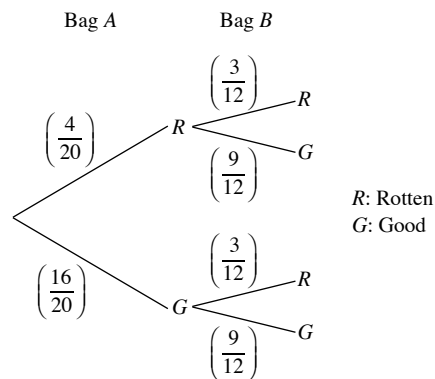 Bag A Bag B
(3/12)
R
(4/20)
R
(9/12)
G
R: Rotten
G: Good
(3/12)
R
(16/20)
G
(9/12)
G